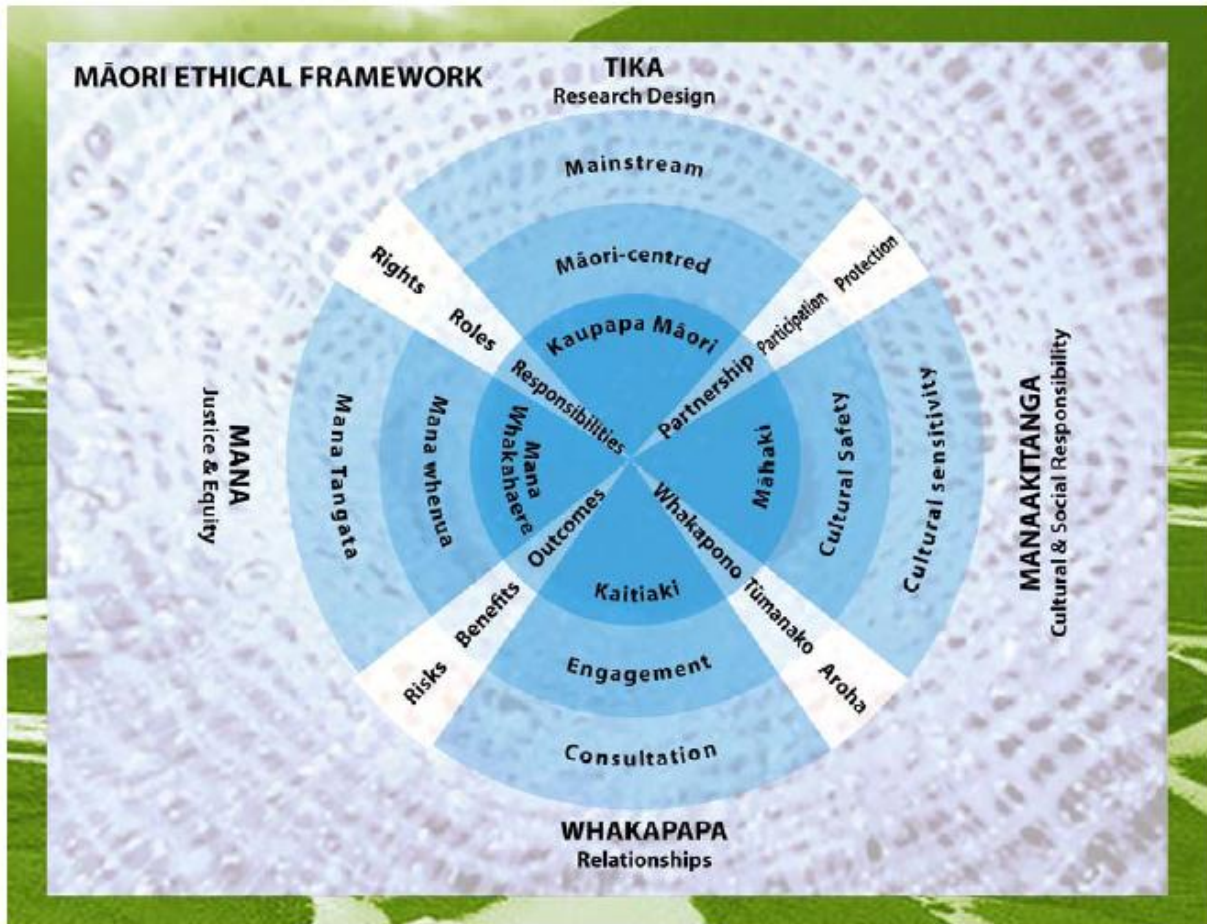 MĀORI ETHICAL FRAMEWORK
TIKA
Research Design
Mainstream
Māori-centred
Kaupapa Māori
Rights
Roles
Responsibilities
Protection
Participation
Partnership
MANA
Justice & Equity
Mana Tangata
Mana whenua
Mana
Whakahaere
Māhaki
Cultural Safety
Cultural sensitivity
MANAAKITANGA
Cultural & Social Responsibility
Outcomes
Benefits
Risks
Whakapono
Tūmanako
Aroha
Kaitiaki
Engagement
Consultation
WHAKAPAPA
Relationships